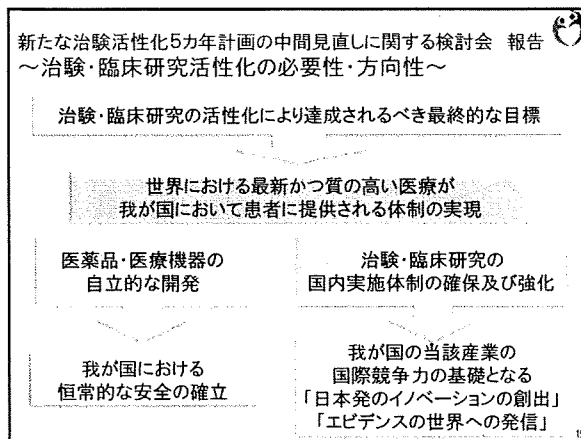 新たな治験活性化5カ年計画の中間見直しに関する検討会 報告
～治験・臨床研究活性化の必要性・方向性～
治験・臨床研究の活性化により達成されるべき最終的な目標
世界における最新かつ質の高い医療が
我が国において患者に提供される体制の実現
医薬品・医療機器の
自立的な開発
治験・臨床研究の
国内実施体制の確保及び強化
我が国における
恒常的な安全の確立
我が国の当該産業の
国際競争力の基礎となる
「日本発のイノベーションの創出」
「エビデンスの世界への発信」